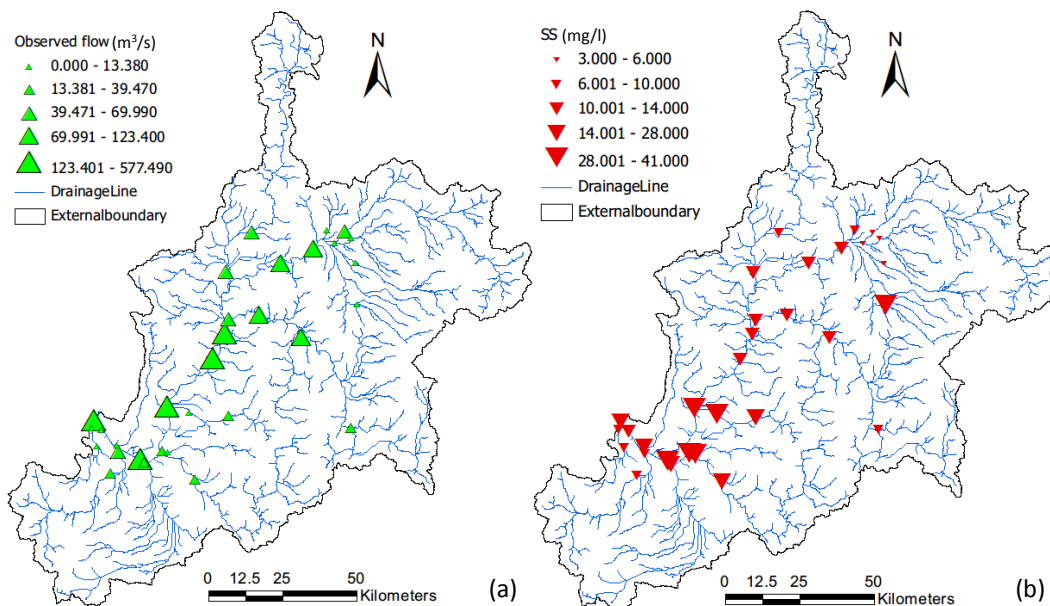 Observed flow (m³/s)
0.000 - 13.380
13.381 - 39.470
39.471 - 69.990
69.991 - 123.400
123.401 - 577.490
DrainageLine
Externalboundary
N
0 12.5 25 50
Kilometers
(a)
SS (mg/l)
3.000 - 6.000
6.001 - 10.000
10.001 - 14.000
14.001 - 28.000
28.001 - 41.000
DrainageLine
Externalboundary
N
0 12.5 25 50
Kilometers
(b)